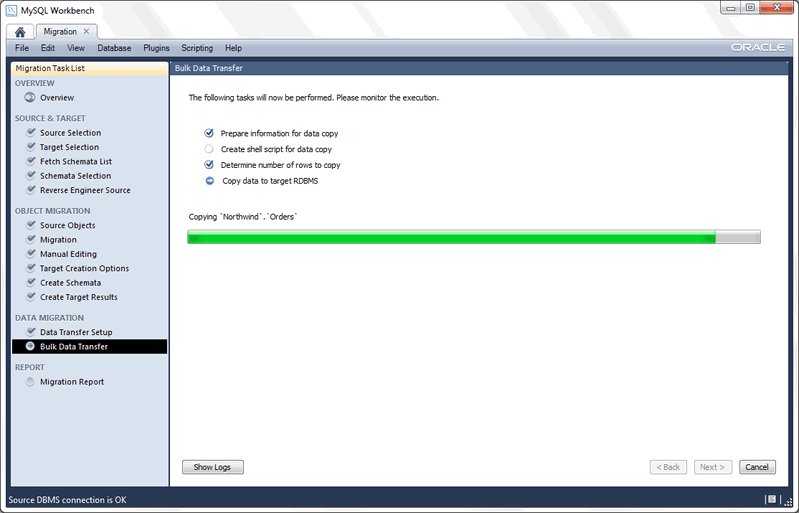 MySQL Workbench
Migration
File Edit View Database Plugins Scripting Help
ORACLE
Migration Task List
OVERVIEW
Overview
SOURCE & TARGET
Source Selection
Target Selection
Fetch Schemata List
Schemata Selection
Reverse Engineer Source
OBJECT MIGRATION
Source Objects
Migration
Manual Editing
Target Creation Options
Create Schemata
Create Target Results
DATA MIGRATION
Data Transfer Setup
Bulk Data Transfer
REPORT
Migration Report
Bulk Data Transfer
The following tasks will now be performed. Please monitor the execution.
Prepare information for data copy
Create shell script for data copy
Determine number of rows to copy
Copy data to target RDBMS
Copying `Northwind`.`Orders`
Show Logs
< Back
Next >
Cancel
Source DBMS connection is OK